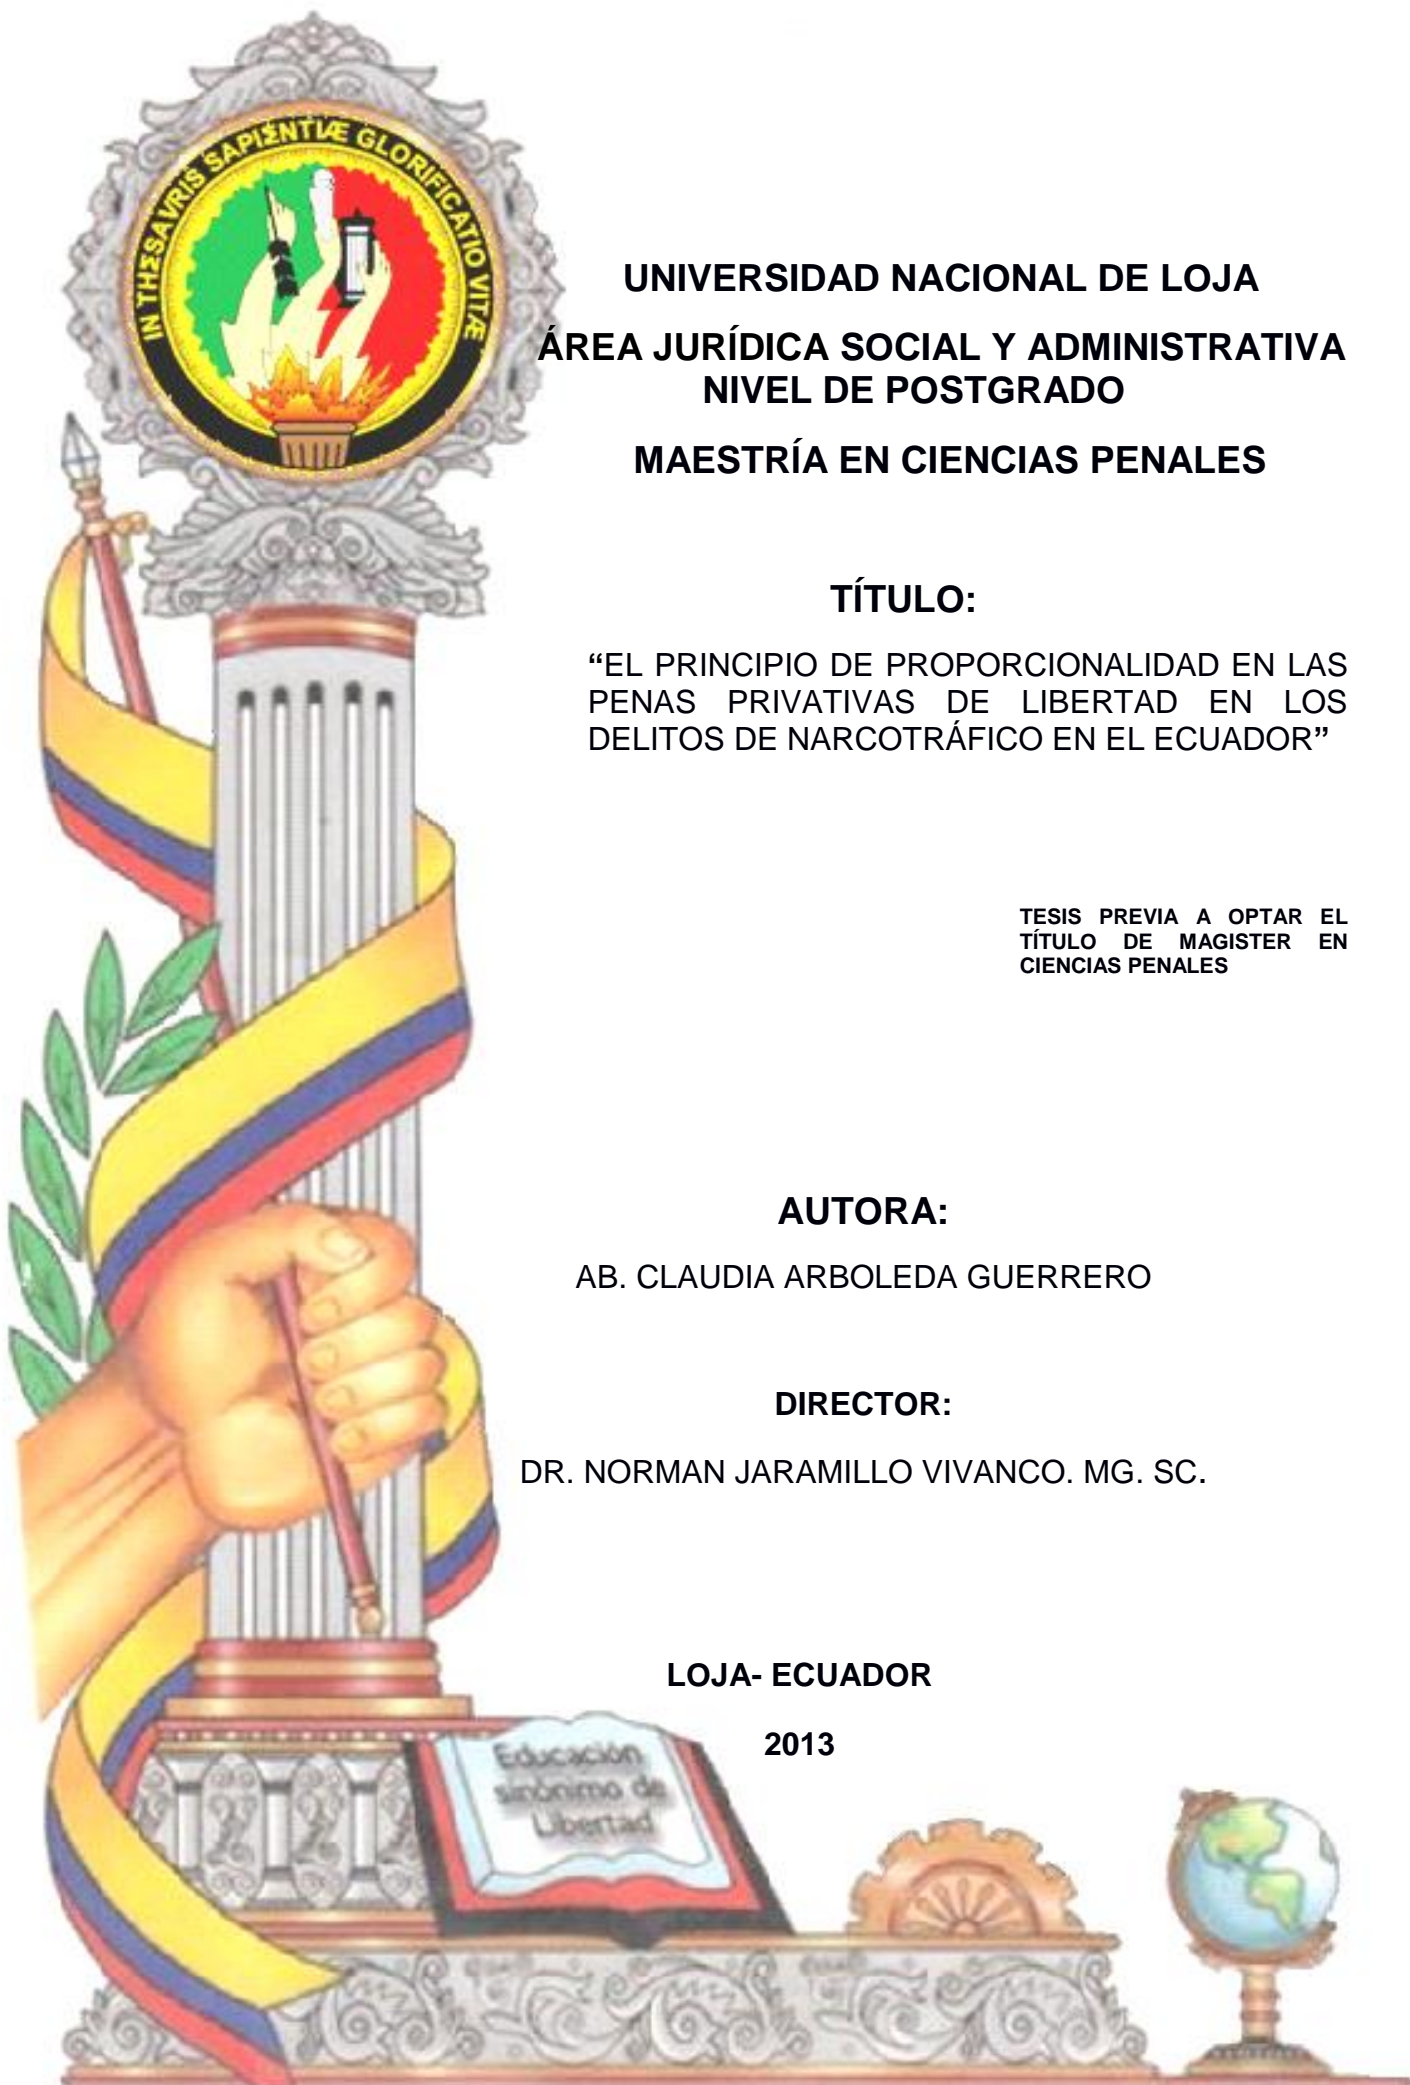 IN THΣSAVRIS SAPIΣNTIÆ GLORIFICATIO VITÆ
UNIVERSIDAD NACIONAL DE LOJA
ÁREA JURÍDICA SOCIAL Y ADMINISTRATIVA
NIVEL DE POSTGRADO
MAESTRÍA EN CIENCIAS PENALES
TÍTULO:
“EL PRINCIPIO DE PROPORCIONALIDAD EN LAS
PENAS PRIVATIVAS DE LIBERTAD EN LOS
DELITOS DE NARCOTRÁFICO EN EL ECUADOR”
TESIS PREVIA A OPTAR EL
TÍTULO DE MAGISTER EN
CIENCIAS PENALES
AUTORA:
AB. CLAUDIA ARBOLEDA GUERRERO
DIRECTOR:
DR. NORMAN JARAMILLO VIVANCO. MG. SC.
LOJA- ECUADOR
2013
Educación
sinónimo de
Libertad